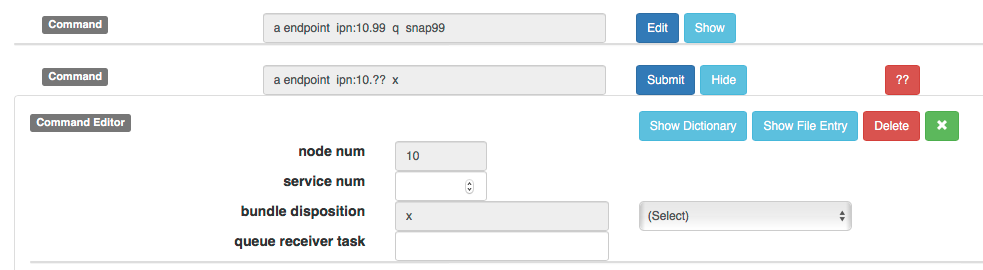 Command a endpoint ipn:10.99 q snap99 Edit Show
Command a endpoint ipn:10.?? x Submit Hide ??
Command Editor Show Dictionary Show File Entry Delete ×
node num 10
service num
bundle disposition x (Select)
queue receiver task